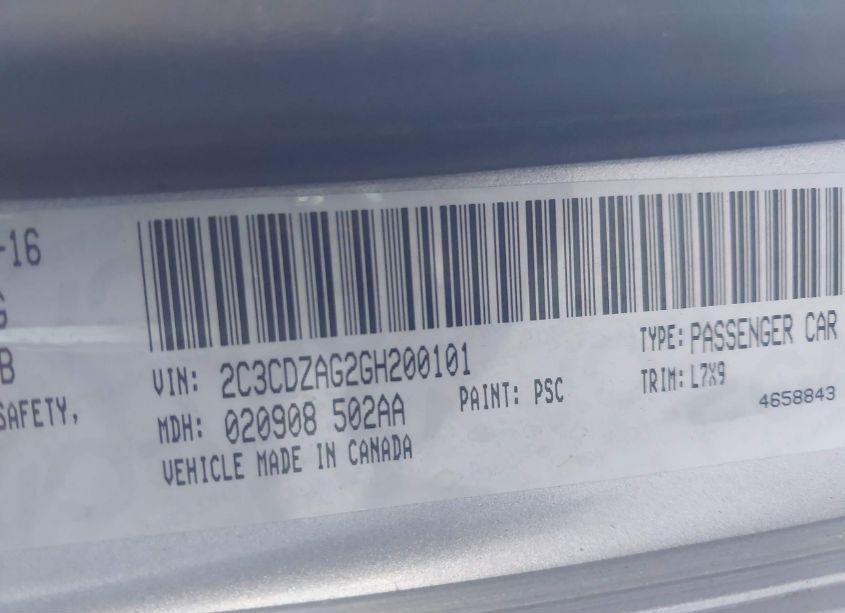 -16
B
SAFETY,
VIN: 2C3CDZAG2GH200101
MDH: 020908 502AA
VEHICLE MADE IN CANADA
PAINT: PSC
TYPE: PASSENGER CAR
TRIM: L7X9
4658843